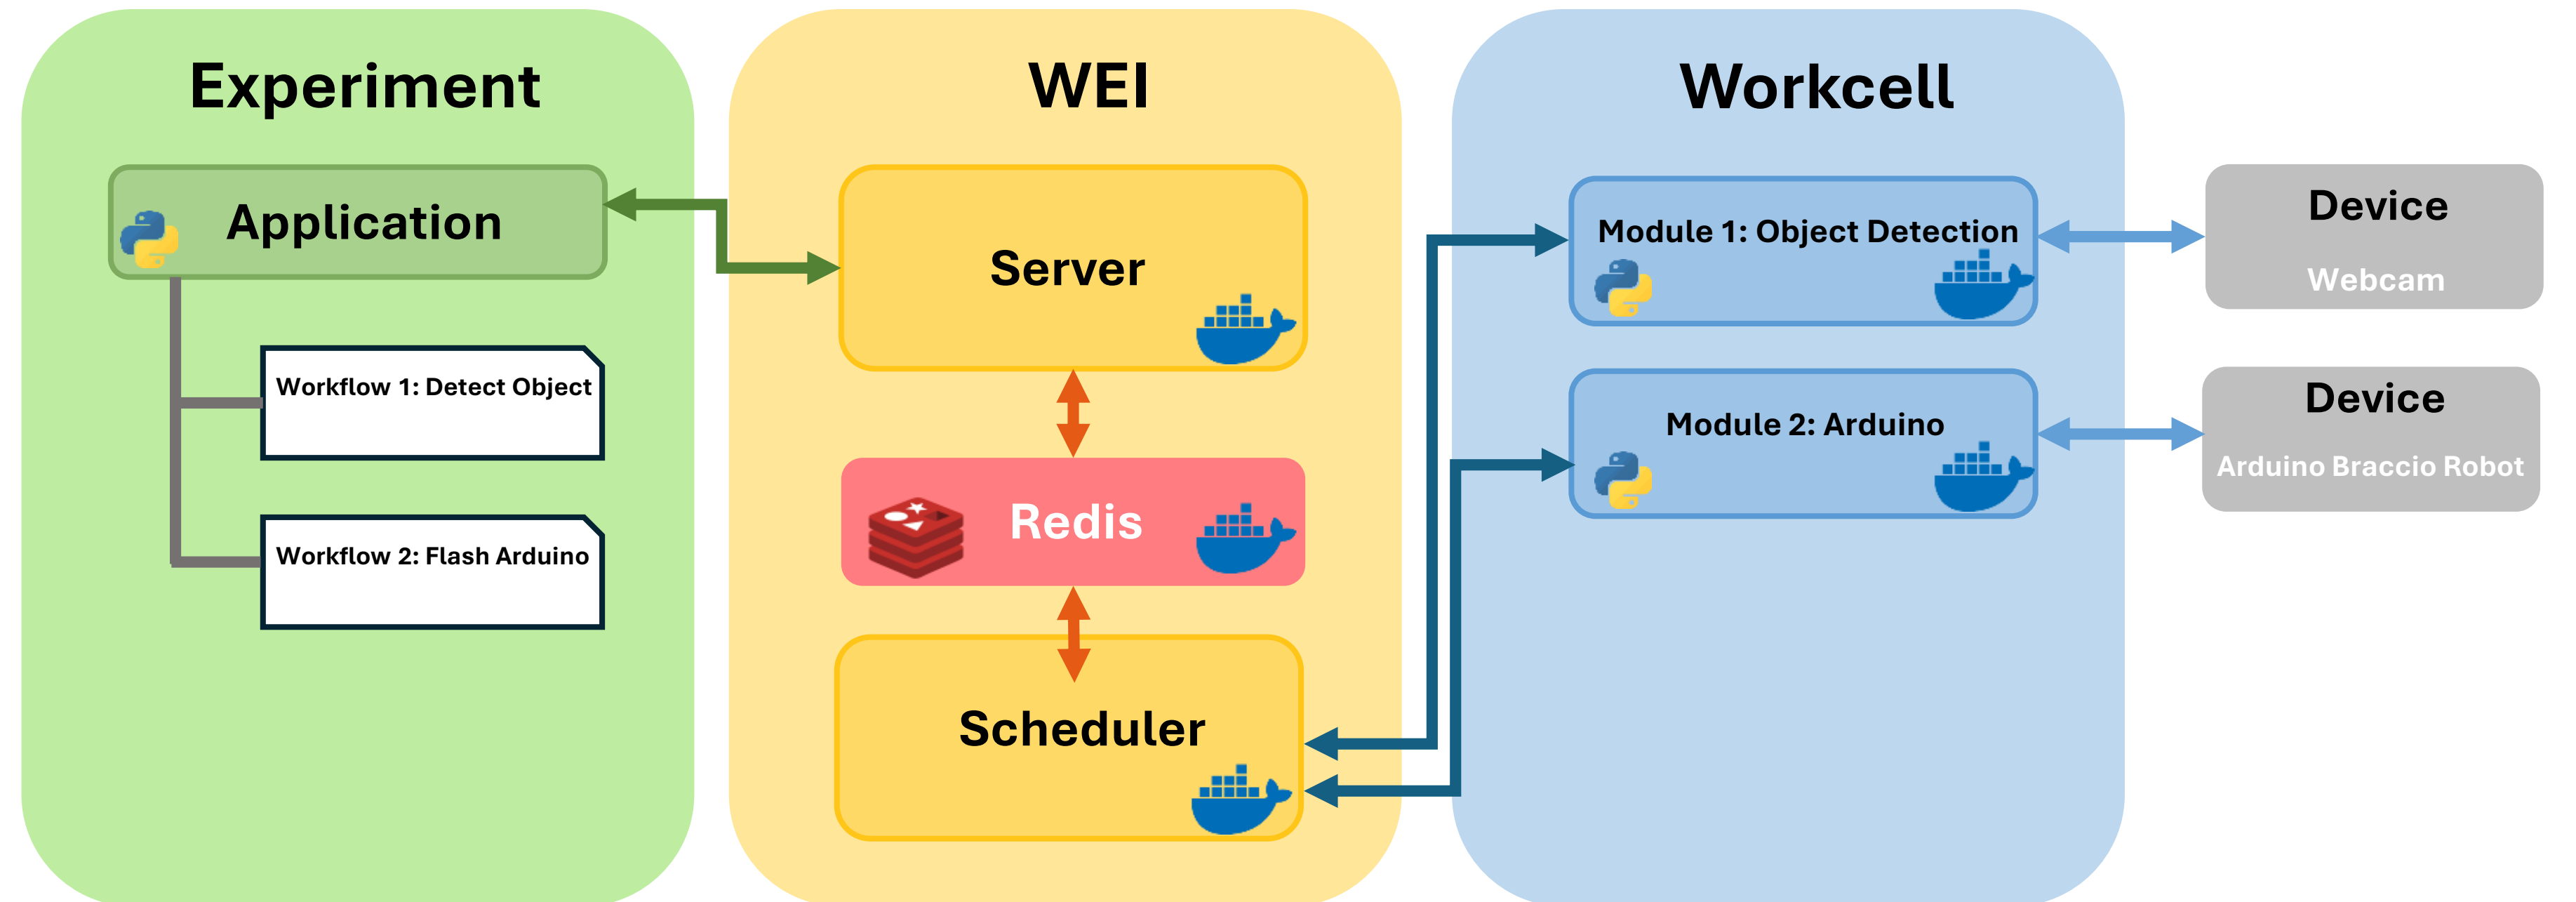 Experiment
Application
Workflow 1: Detect Object
Workflow 2: Flash Arduino
WEI
Server
Redis
Scheduler
Workcell
Module 1: Object Detection
Module 2: Arduino
Device
Webcam
Device
Arduino Braccio Robot